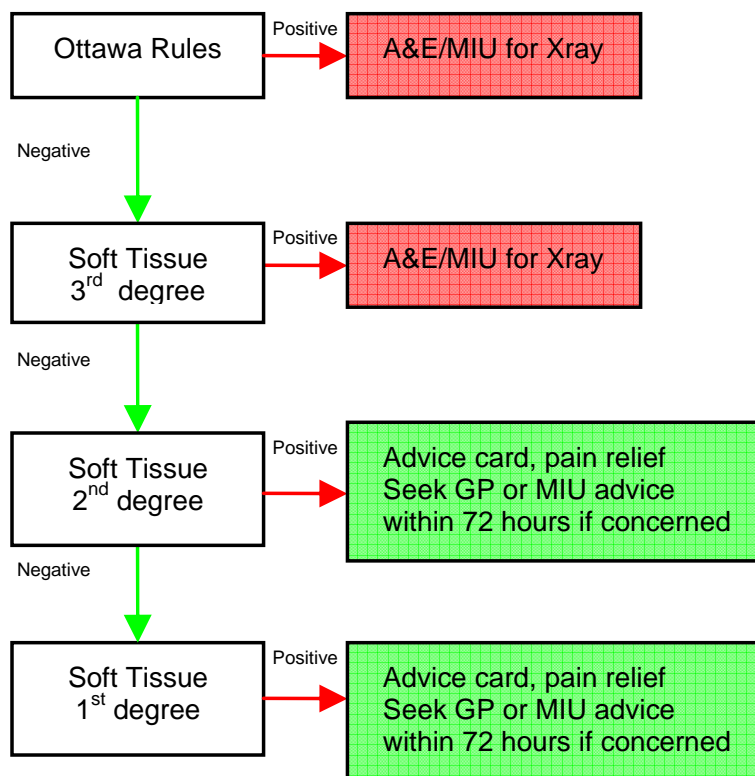 Ottawa Rules
Positive
A&E/MIU for Xray
Negative
Soft Tissue
3rd degree
Positive
A&E/MIU for Xray
Negative
Soft Tissue
2nd degree
Positive
Advice card, pain relief
Seek GP or MIU advice
within 72 hours if concerned
Negative
Soft Tissue
1st degree
Positive
Advice card, pain relief
Seek GP or MIU advice
within 72 hours if concerned